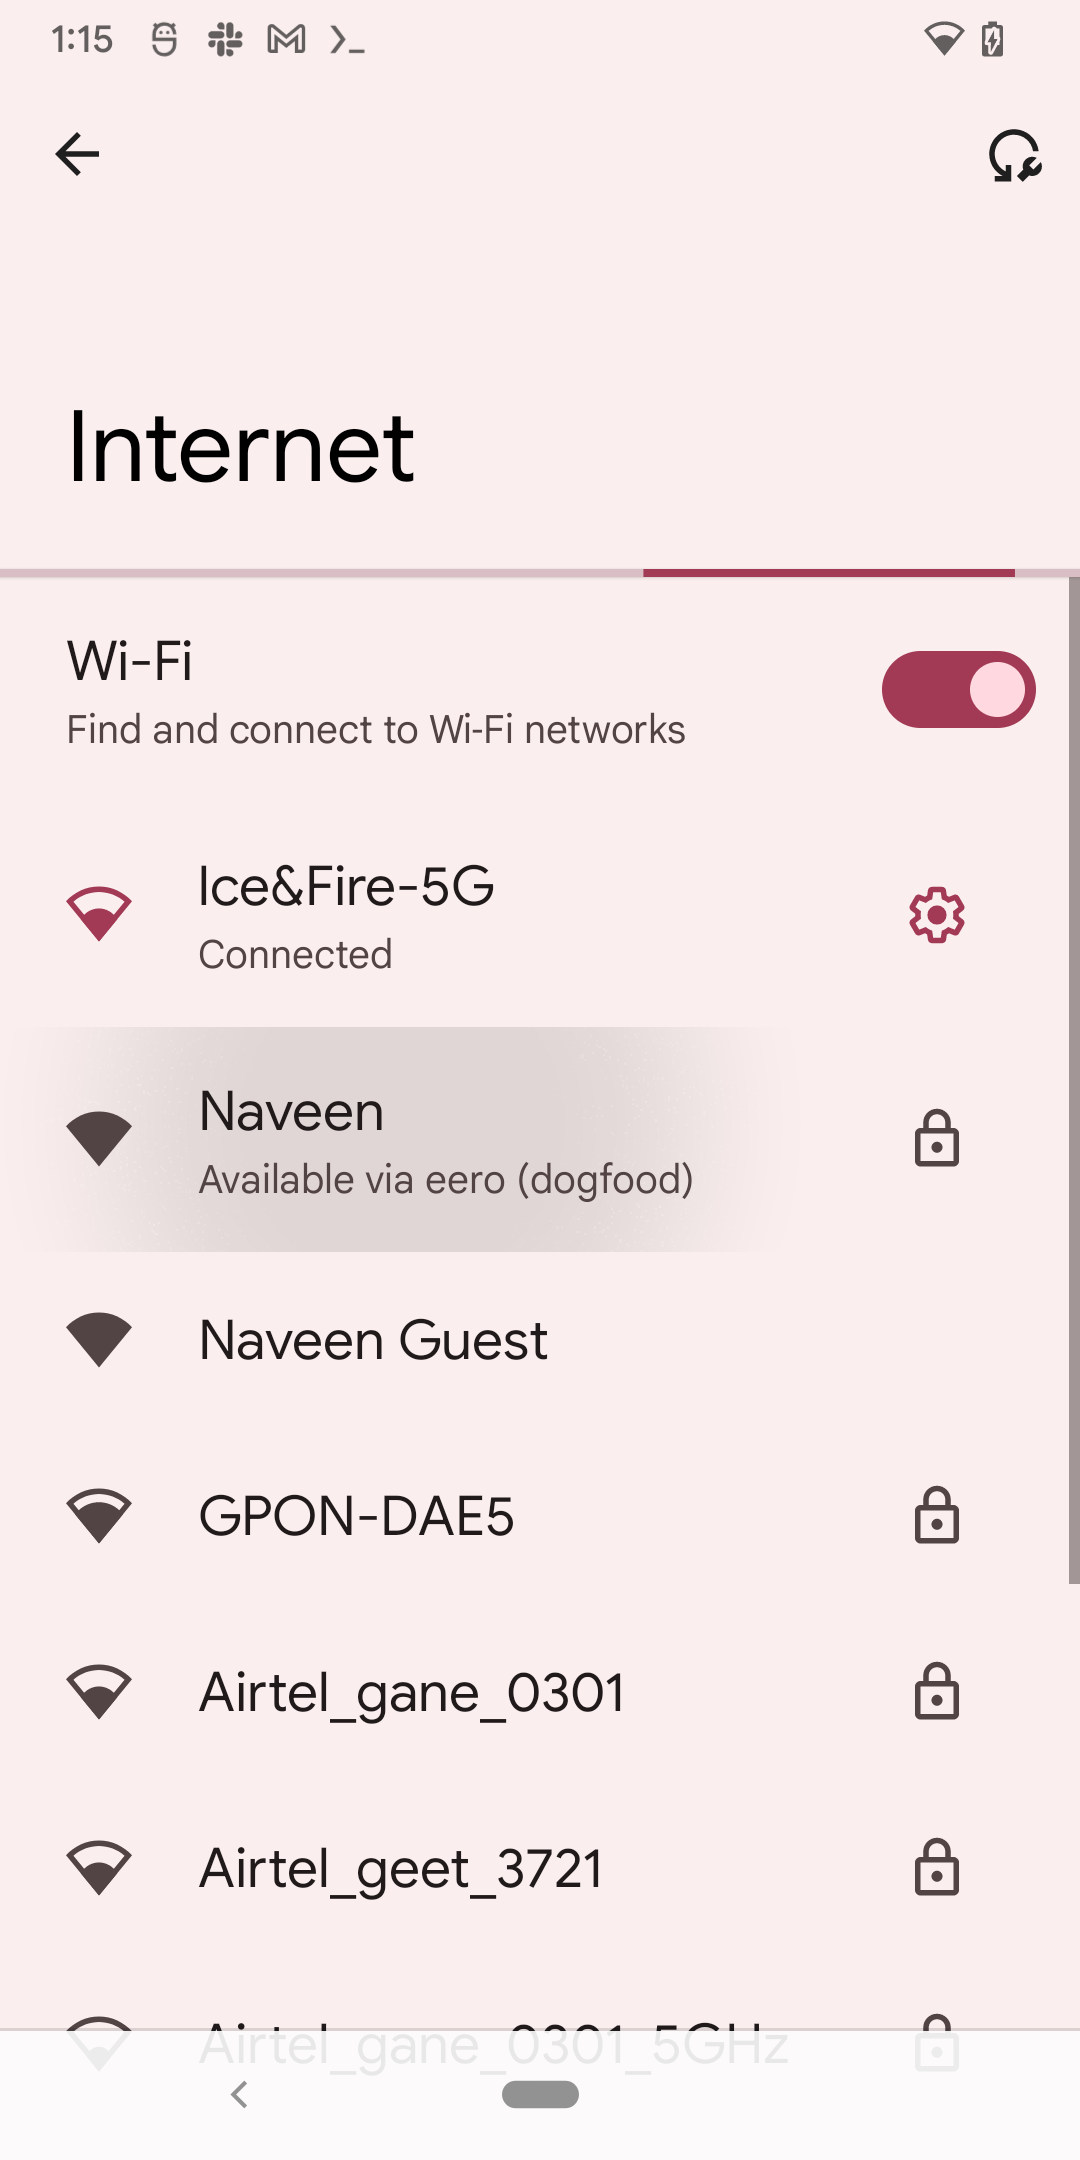 1:15
Internet
Wi-Fi
Find and connect to Wi-Fi networks
Ice&Fire-5G
Connected
Naveen
Available via eero (dogfood)
Naveen Guest
GPON-DAE5
Airtel_gane_0301
Airtel_geet_3721
Airtel_gane_0301_5GHz